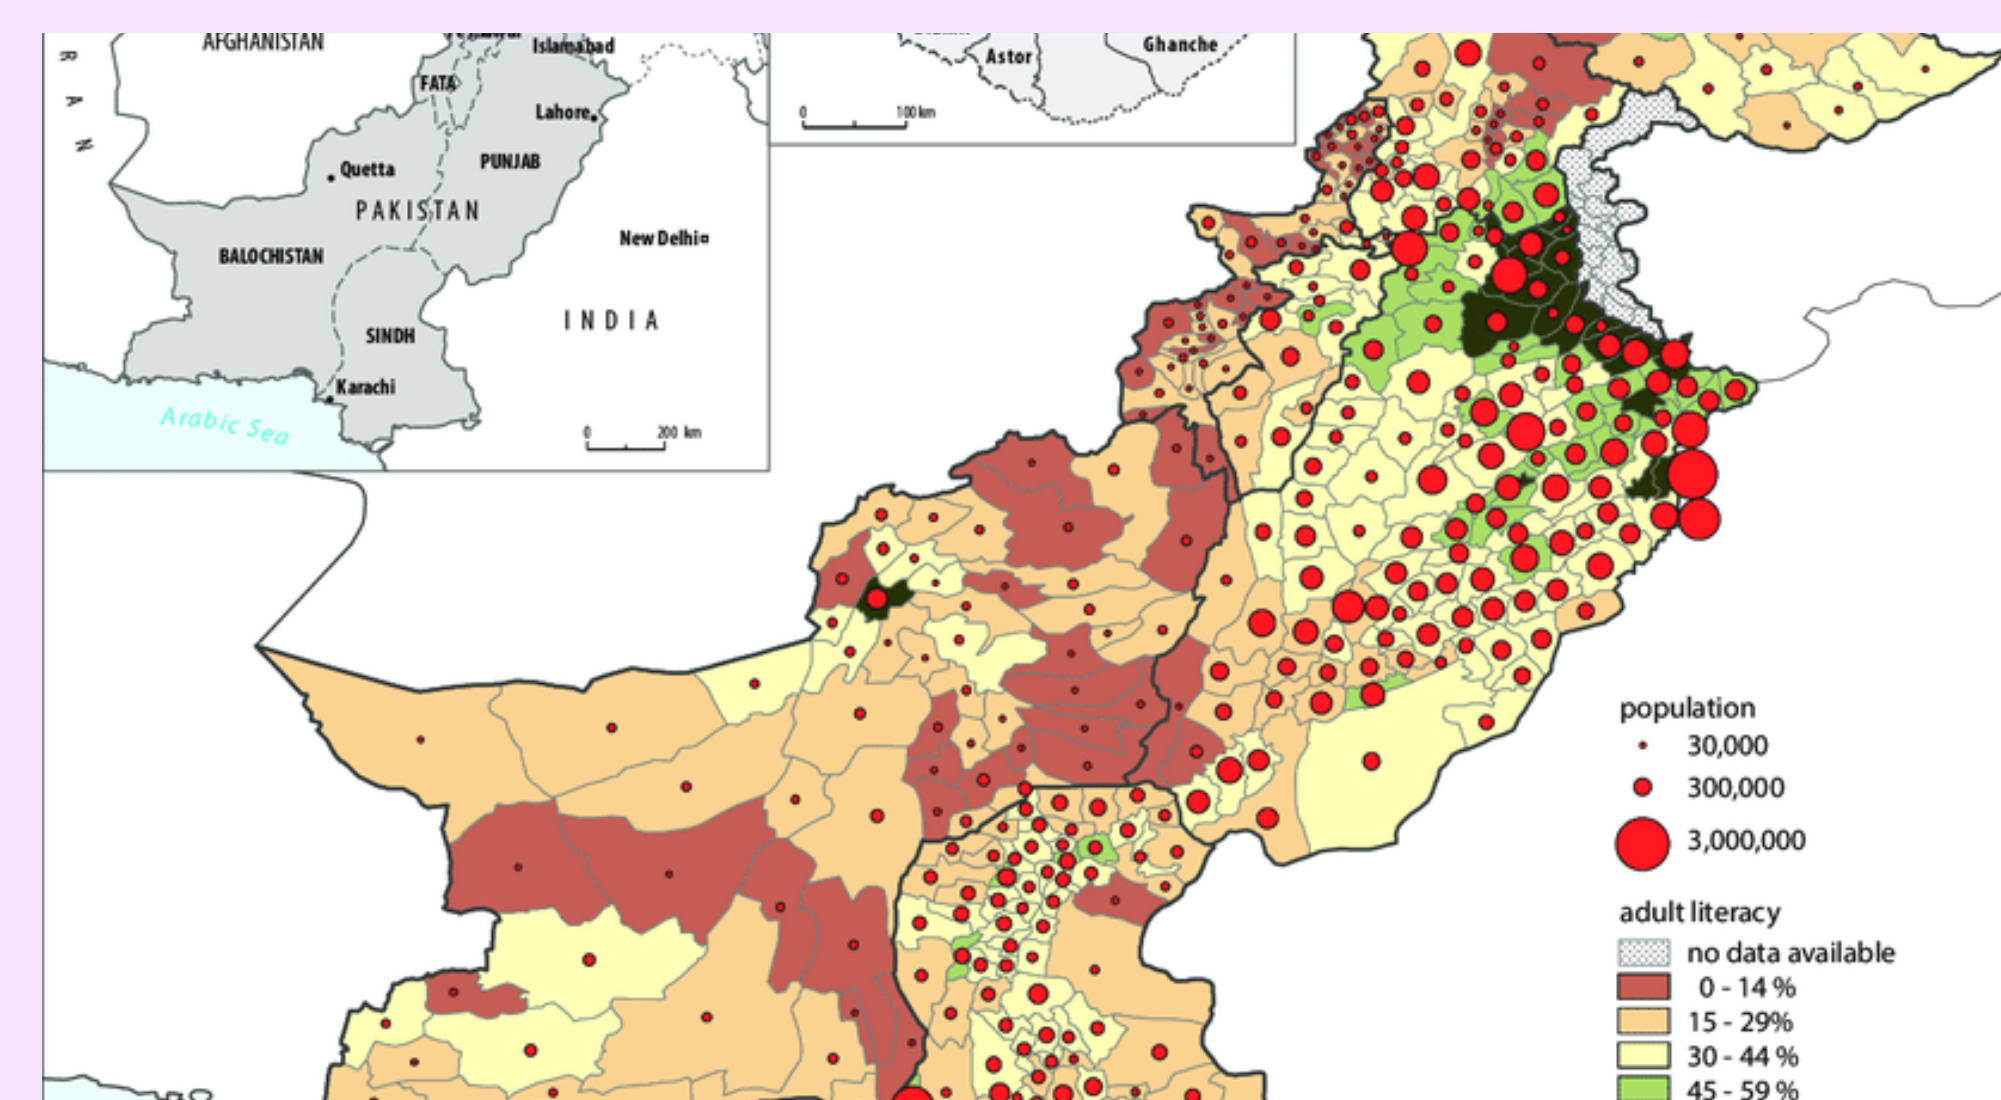 AFGHANISTAN
Islamabad
FATA
Lahore
R
A
N
Quetta
PUNJAB
PAKISTAN
New Delhi
BALOCHISTAN
INDIA
SINDH
Karachi
Arabic Sea
0 200 km
Ghanche
Astor
0 100 km
population
30,000
300,000
3,000,000
adult literacy
no data available
0 - 14 %
15 - 29%
30 - 44 %
45 - 59 %